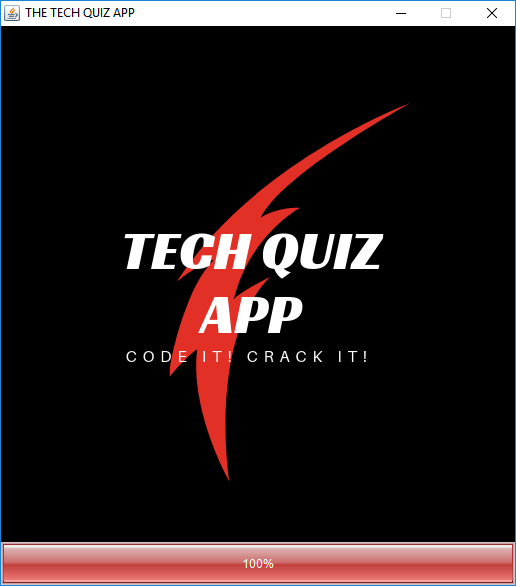 THE TECH QUIZ APP
TECH QUIZ
APP
CODE IT! CRACK IT!
100%